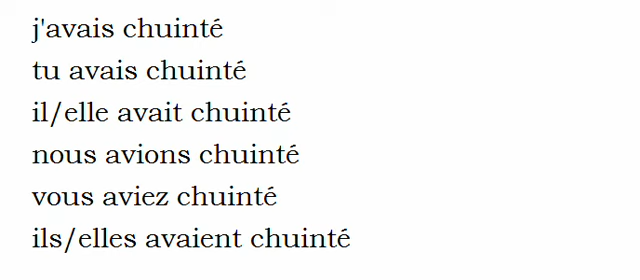 j'avais chuinté
tu avais chuinté
il/elle avait chuinté
nous avions chuinté
vous aviez chuinté
ils/elles avaient chuinté